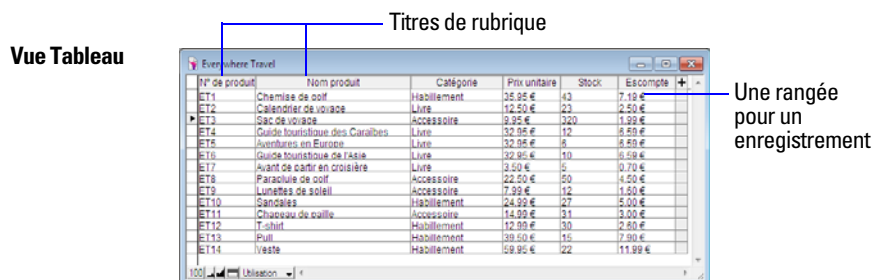 Titres de rubrique
Vue Tableau
Everywhere Travel
N° de produit Nom produit Catégorie Prix unitaire Stock Escompte +
ET1 Chemise de golf Habillement 35.95 € 43 7.19 €
ET2 Calendrier de voyage Livre 12.50 € 23 2.50 €
ET3 Sac de voyage Accessoire 9.95 € 320 1.99 €
ET4 Guide touristique des Caraïbes Livre 32.95 € 12 6.59 €
ET5 Aventures en Europe Livre 32.95 € 6 6.59 €
ET6 Guide touristique de l'Asie Livre 32.95 € 10 6.59 €
ET7 Avant de partir en croisière Livre 3.50 € 5 0.70 €
ET8 Parapluie de golf Accessoire 22.50 € 50 4.50 €
ET9 Lunettes de soleil Accessoire 7.99 € 12 1.60 €
ET10 Sandales Habillement 24.99 € 27 5.00 €
ET11 Chapeau de paille Accessoire 14.99 € 31 3.00 €
ET12 T-shirt Habillement 12.99 € 30 2.60 €
ET13 Pull Habillement 39.50 € 15 7.90 €
ET14 Veste Habillement 59.95 € 22 11.99 €
100 Utilisation
Une rangée
pour un
enregistrement